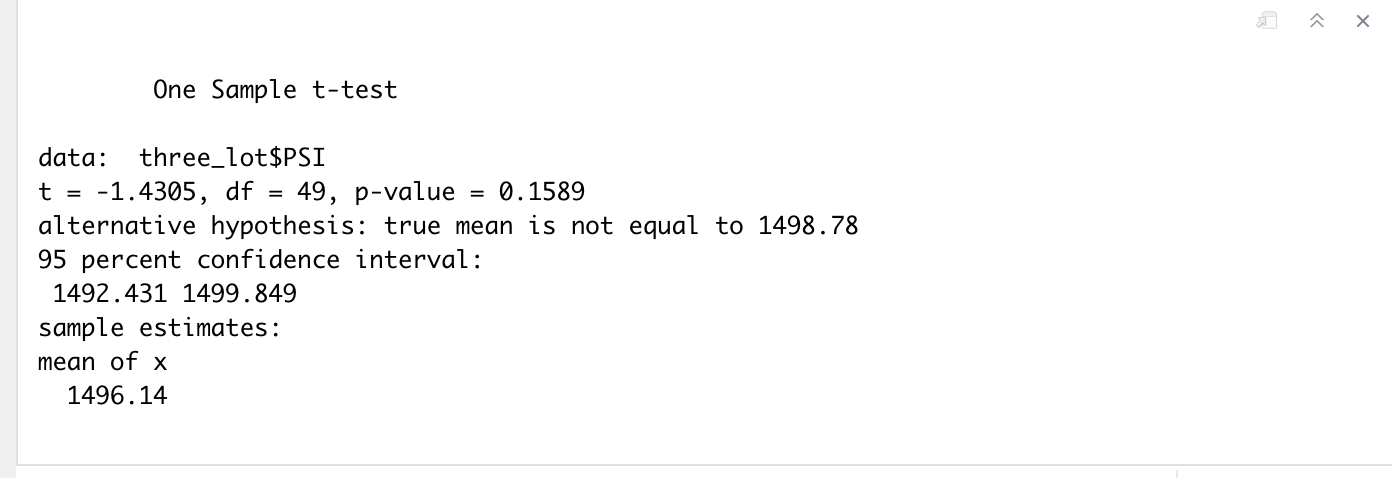 One Sample t-test
data:  three_lot$PSI
t = -1.4305, df = 49, p-value = 0.1589
alternative hypothesis: true mean is not equal to 1498.78
95 percent confidence interval:
 1492.431 1499.849
sample estimates:
mean of x
  1496.14